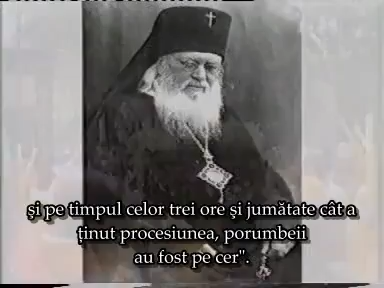 şi pe timpul celor trei ore şi jumătate cât a
ţinut procesiunea, porumbeii
au fost pe cer".